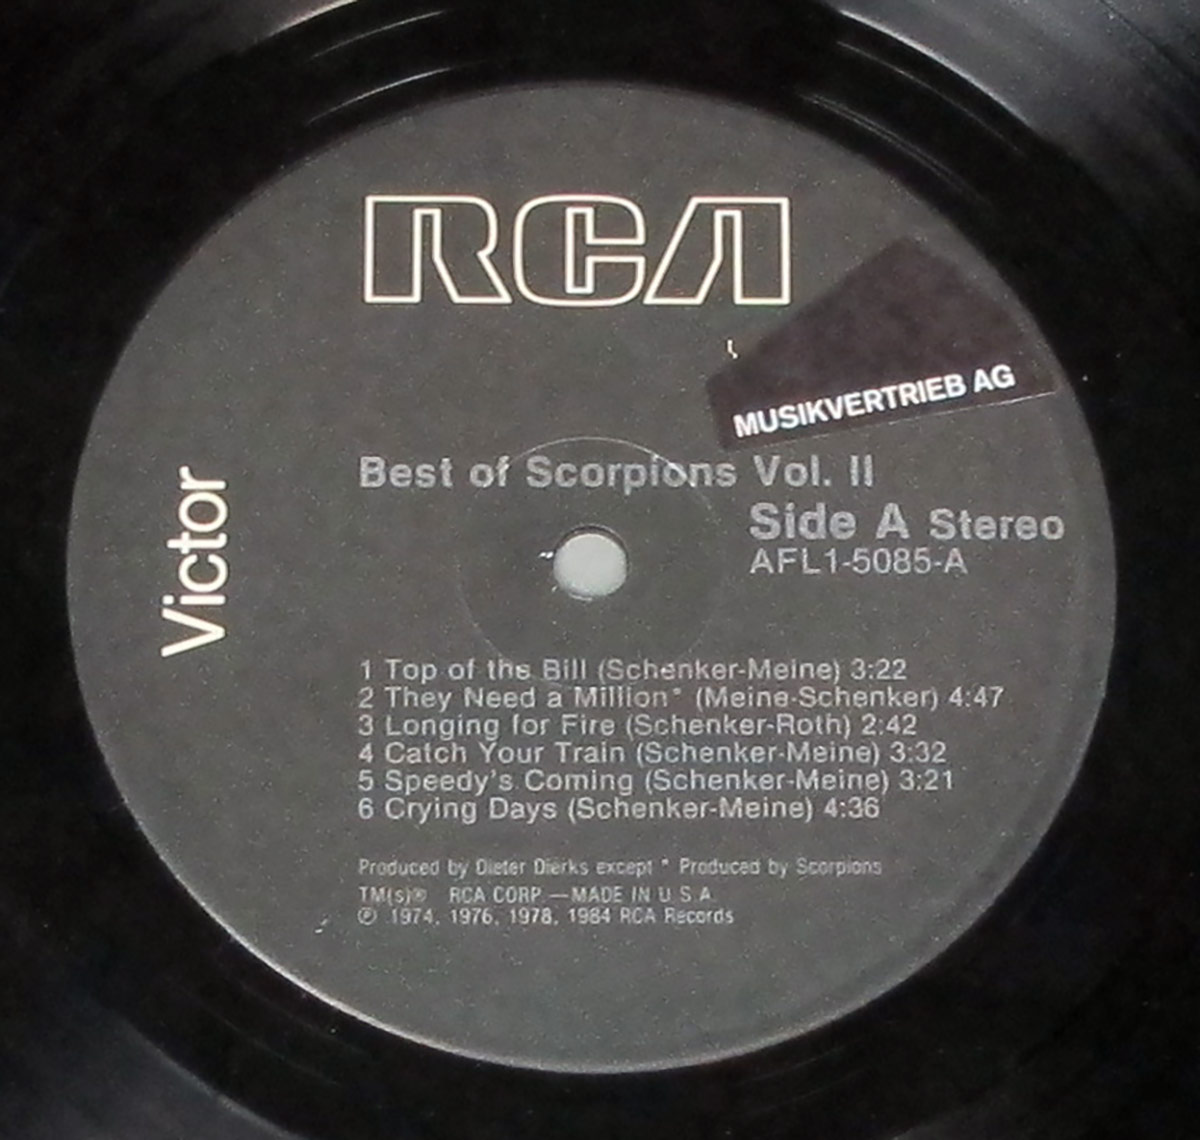 RCA
MUSIKVERTRIEB AG
Victor
Best of Scorpions Vol. II
Side A Stereo
AFL1-5085-A
1 Top of the Bill (Schenker-Meine) 3:22
2 They Need a Million* (Meine-Schenker) 4:47
3 Longing for Fire (Schenker-Roth) 2:42
4 Catch Your Train (Schenker-Meine) 3:32
5 Speedy's Coming (Schenker-Meine) 3:21
6 Crying Days (Schenker-Meine) 4:36
Produced by Dieter Dierks except * Produced by Scorpions
TM(s)® RCA CORP — MADE IN U.S.A.
℗ 1974, 1976, 1978, 1984 RCA Records